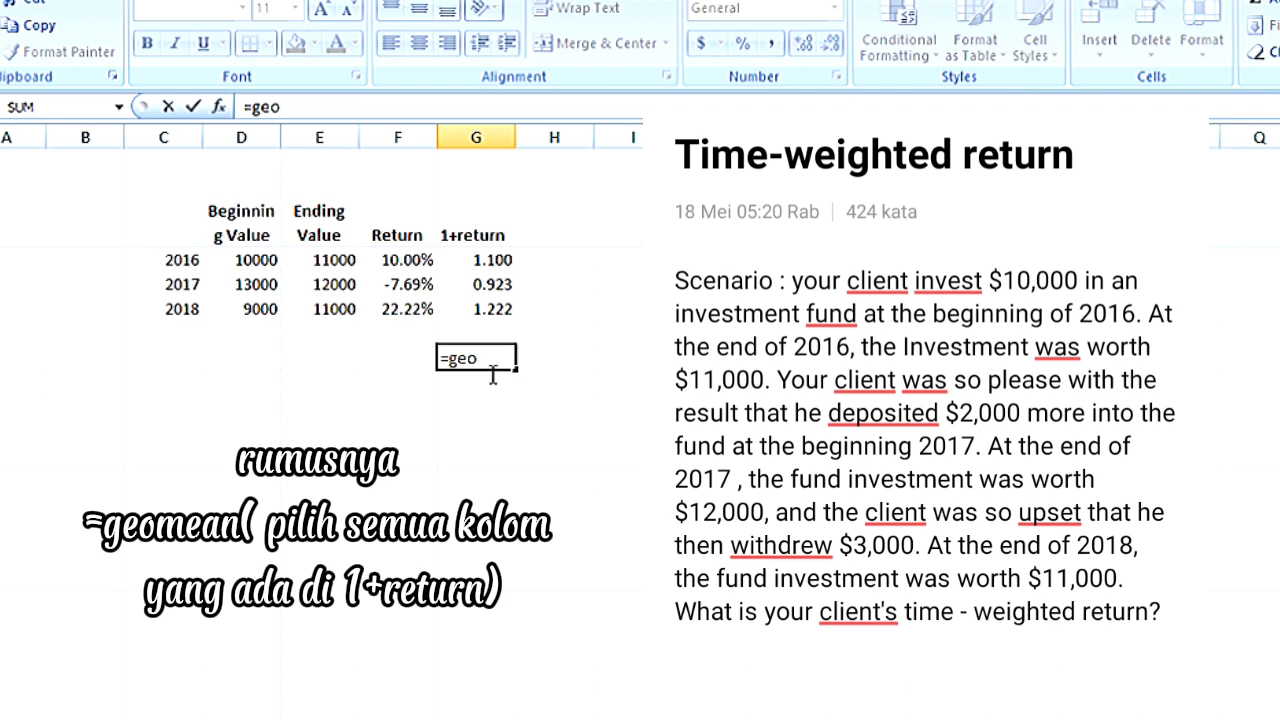 Copy
Format Painter
11
A
A
Wrap Text
General
B I U
A
Merge & Center
$ % ,
Conditional Formatting
Format as Table
Cell Styles
Insert
Delete
Format
Font
Alignment
Number
Styles
Cells
SUM
fx
=geo
A B C D E F G H I Q
Beginnin Ending
g Value Value Return 1+return
2016 10000 11000 10.00% 1.100
2017 13000 12000 -7.69% 0.923
2018 9000 11000 22.22% 1.222
=geo
rumusnya
=geomean( pilih semua kolom
yang ada di 1+return)
Time-weighted return
18 Mei 05:20 Rab | 424 kata
Scenario : your client invest $10,000 in an
investment fund at the beginning of 2016. At
the end of 2016, the Investment was worth
$11,000. Your client was so please with the
result that he deposited $2,000 more into the
fund at the beginning 2017. At the end of
2017 , the fund investment was worth
$12,000, and the client was so upset that he
then withdrew $3,000. At the end of 2018,
the fund investment was worth $11,000.
What is your client's time - weighted return?